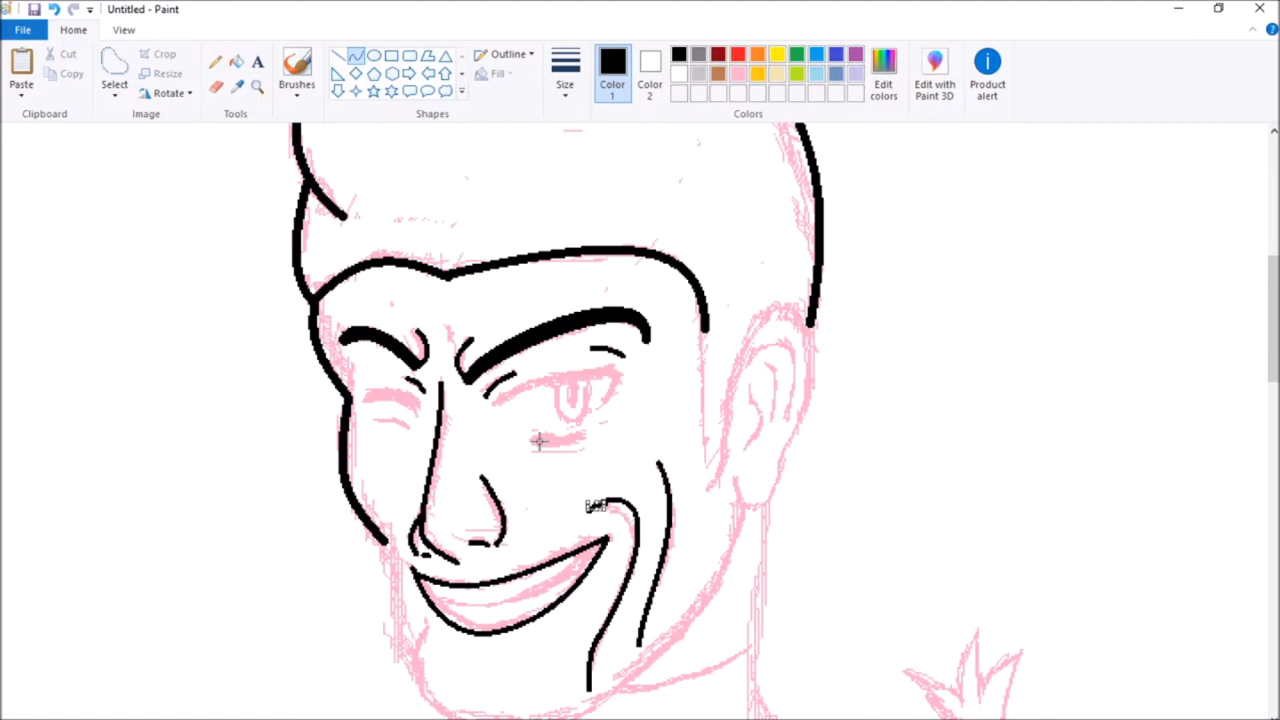 Untitled - Paint
File Home View
Paste Cut Copy
Select Crop Resize Rotate
A
Brushes
Outline Fill
Size
Color 1
Color 2
Edit colors
Edit with Paint 3D
Product alert
Clipboard Image Tools Shapes Colors